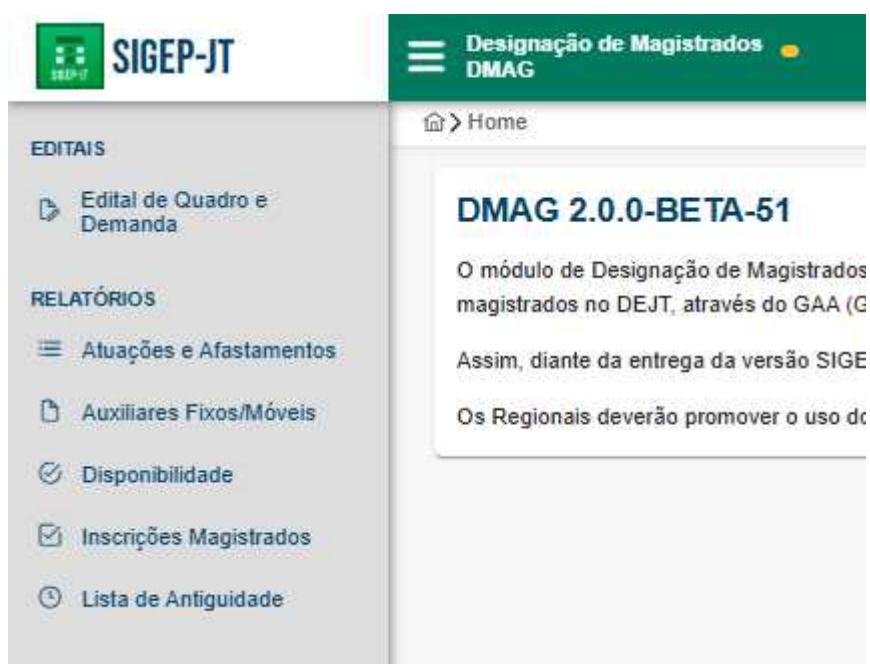 SIGEP-JT
EDITAIS
Edital de Quadro e
Demanda
RELATÓRIOS
Atuações e Afastamentos
Auxiliares Fixos/Móveis
Disponibilidade
Inscrições Magistrados
Lista de Antiguidade
Designação de Magistrados
DMAG
Home
DMAG 2.0.0-BETA-51
O módulo de Designação de Magistrados
magistrados no DEJT, através do GAA (G
Assim, diante da entrega da versão SIGE
Os Regionais deverão promover o uso do